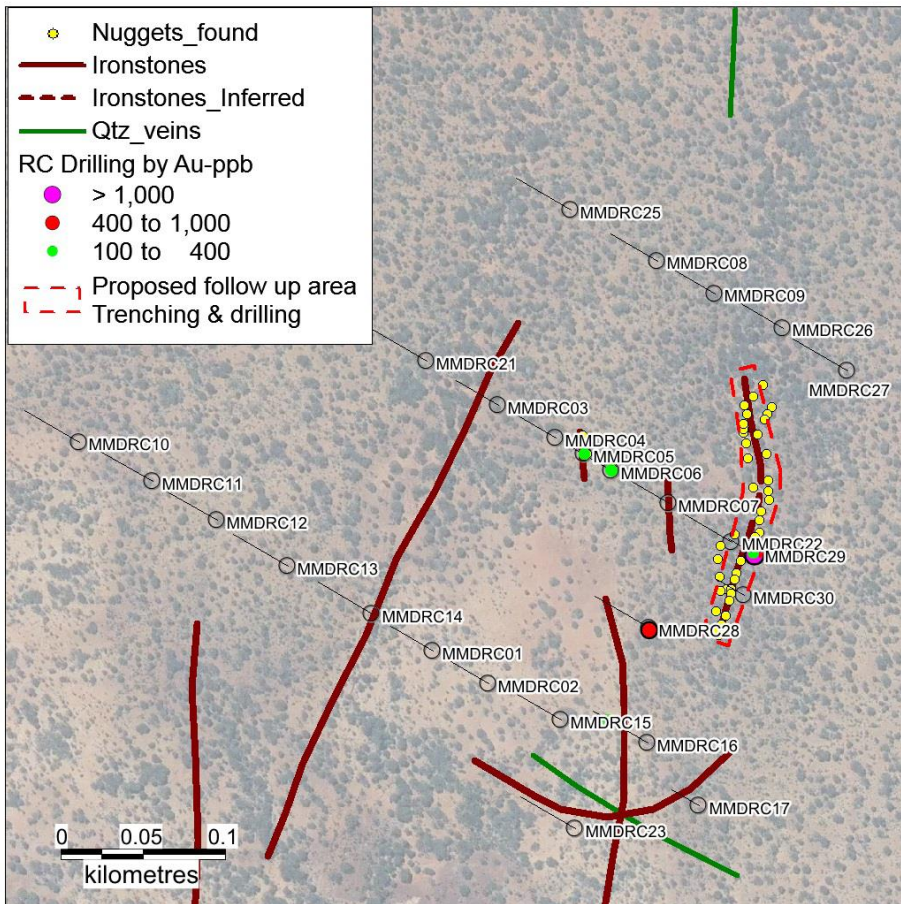 Nuggets_found
Ironstones
Ironstones_Inferred
Qtz_veins
RC Drilling by Au-ppb
> 1,000
400 to 1,000
100 to 400
Proposed follow up area
Trenching & drilling
MMDRC25
MMDRC08
MMDRC09
MMDRC26
MMDRC27
MMDRC21
MMDRC03
MMDRC04
MMDRC05
MMDRC06
MMDRC07
MMDRC22
MMDRC29
MMDRC30
MMDRC28
MMDRC10
MMDRC11
MMDRC12
MMDRC13
MMDRC14
MMDRC01
MMDRC02
MMDRC15
MMDRC16
MMDRC17
MMDRC23
0 0.05 0.1
kilometres